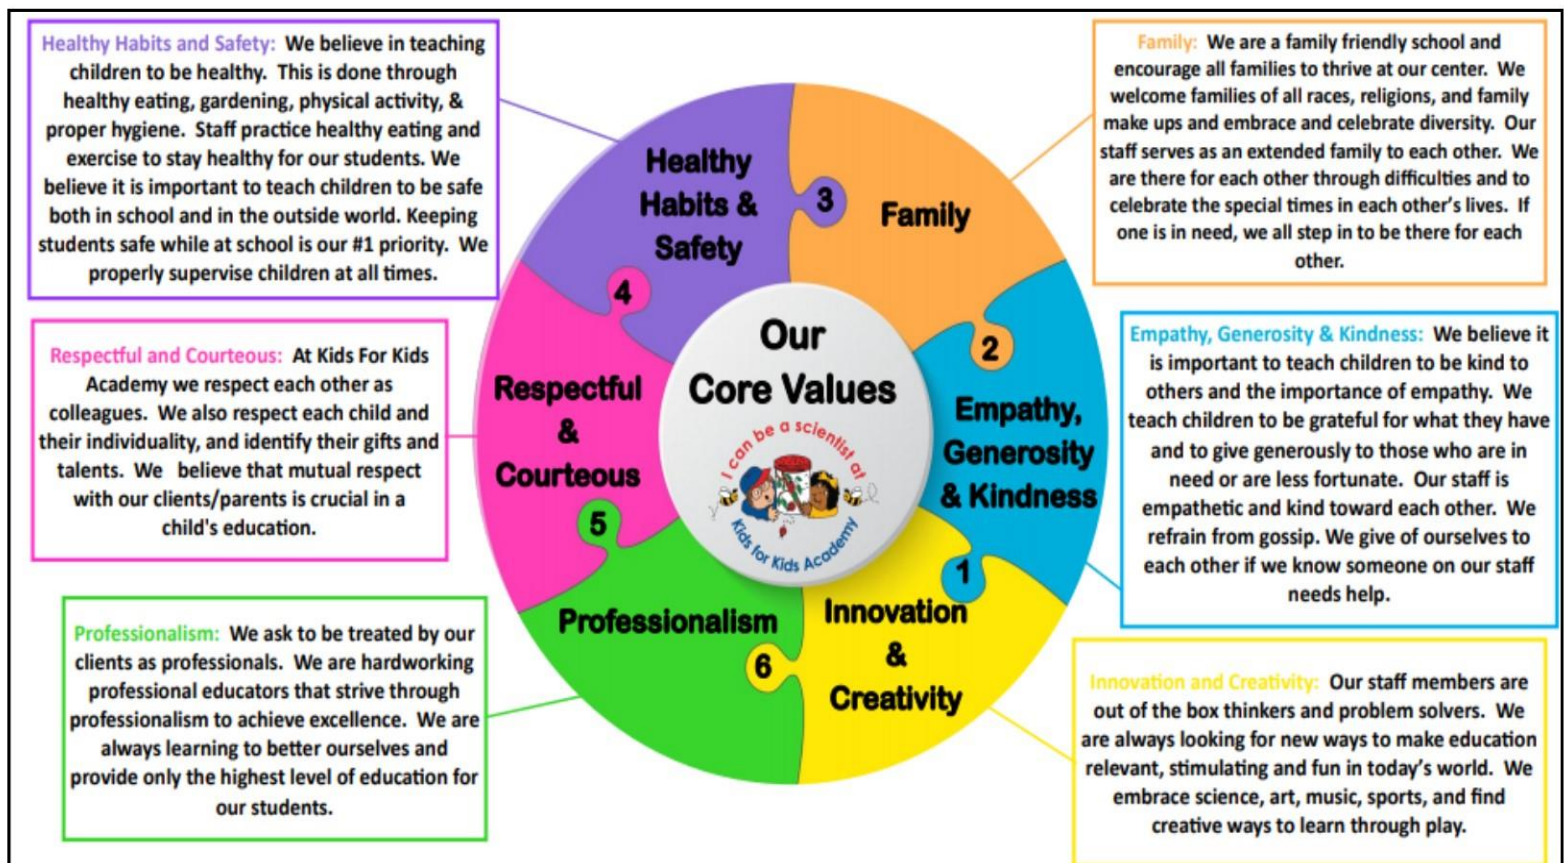 Healthy Habits and Safety: We believe in teaching
children to be healthy. This is done through
healthy eating, gardening, physical activity, &
proper hygiene. Staff practice healthy eating and
exercise to stay healthy for our students. We
believe it is important to teach children to be safe
both in school and in the outside world. Keeping
students safe while at school is our #1 priority. We
properly supervise children at all times.
Respectful and Courteous: At Kids For Kids
Academy we respect each other as
colleagues. We also respect each child and
their individuality, and identify their gifts and
talents. We believe that mutual respect
with our clients/parents is crucial in a
child's education.
Professionalism: We ask to be treated by our
clients as professionals. We are hardworking
professional educators that strive through
professionalism to achieve excellence. We are
always learning to better ourselves and
provide only the highest level of education for
our students.
Healthy
Habits &
Safety
3
Family
4
2
Our
Core Values
I can be a scientist at
Kids for Kids Academy
Respectful
&
Courteous
Empathy,
Generosity
& Kindness
5
1
Professionalism
6
Innovation
&
Creativity
Family: We are a family friendly school and
encourage all families to thrive at our center. We
welcome families of all races, religions, and family
make ups and embrace and celebrate diversity. Our
staff serves as an extended family to each other. We
are there for each other through difficulties and to
celebrate the special times in each other’s lives. If
one is in need, we all step in to be there for each
other.
Empathy, Generosity & Kindness: We believe it
is important to teach children to be kind to
others and the importance of empathy. We
teach children to be grateful for what they have
and to give generously to those who are in
need or are less fortunate. Our staff is
empathetic and kind toward each other. We
refrain from gossip. We give of ourselves to
each other if we know someone on our staff
needs help.
Innovation and Creativity: Our staff members are
out of the box thinkers and problem solvers. We
are always looking for new ways to make education
relevant, stimulating and fun in today’s world. We
embrace science, art, music, sports, and find
creative ways to learn through play.